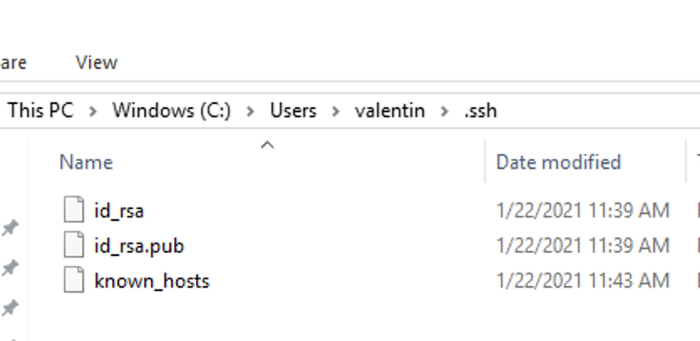 are View
This PC > Windows (C:) > Users > valentin > .ssh
Name Date modified
id_rsa 1/22/2021 11:39 AM
id_rsa.pub 1/22/2021 11:39 AM
known_hosts 1/22/2021 11:43 AM